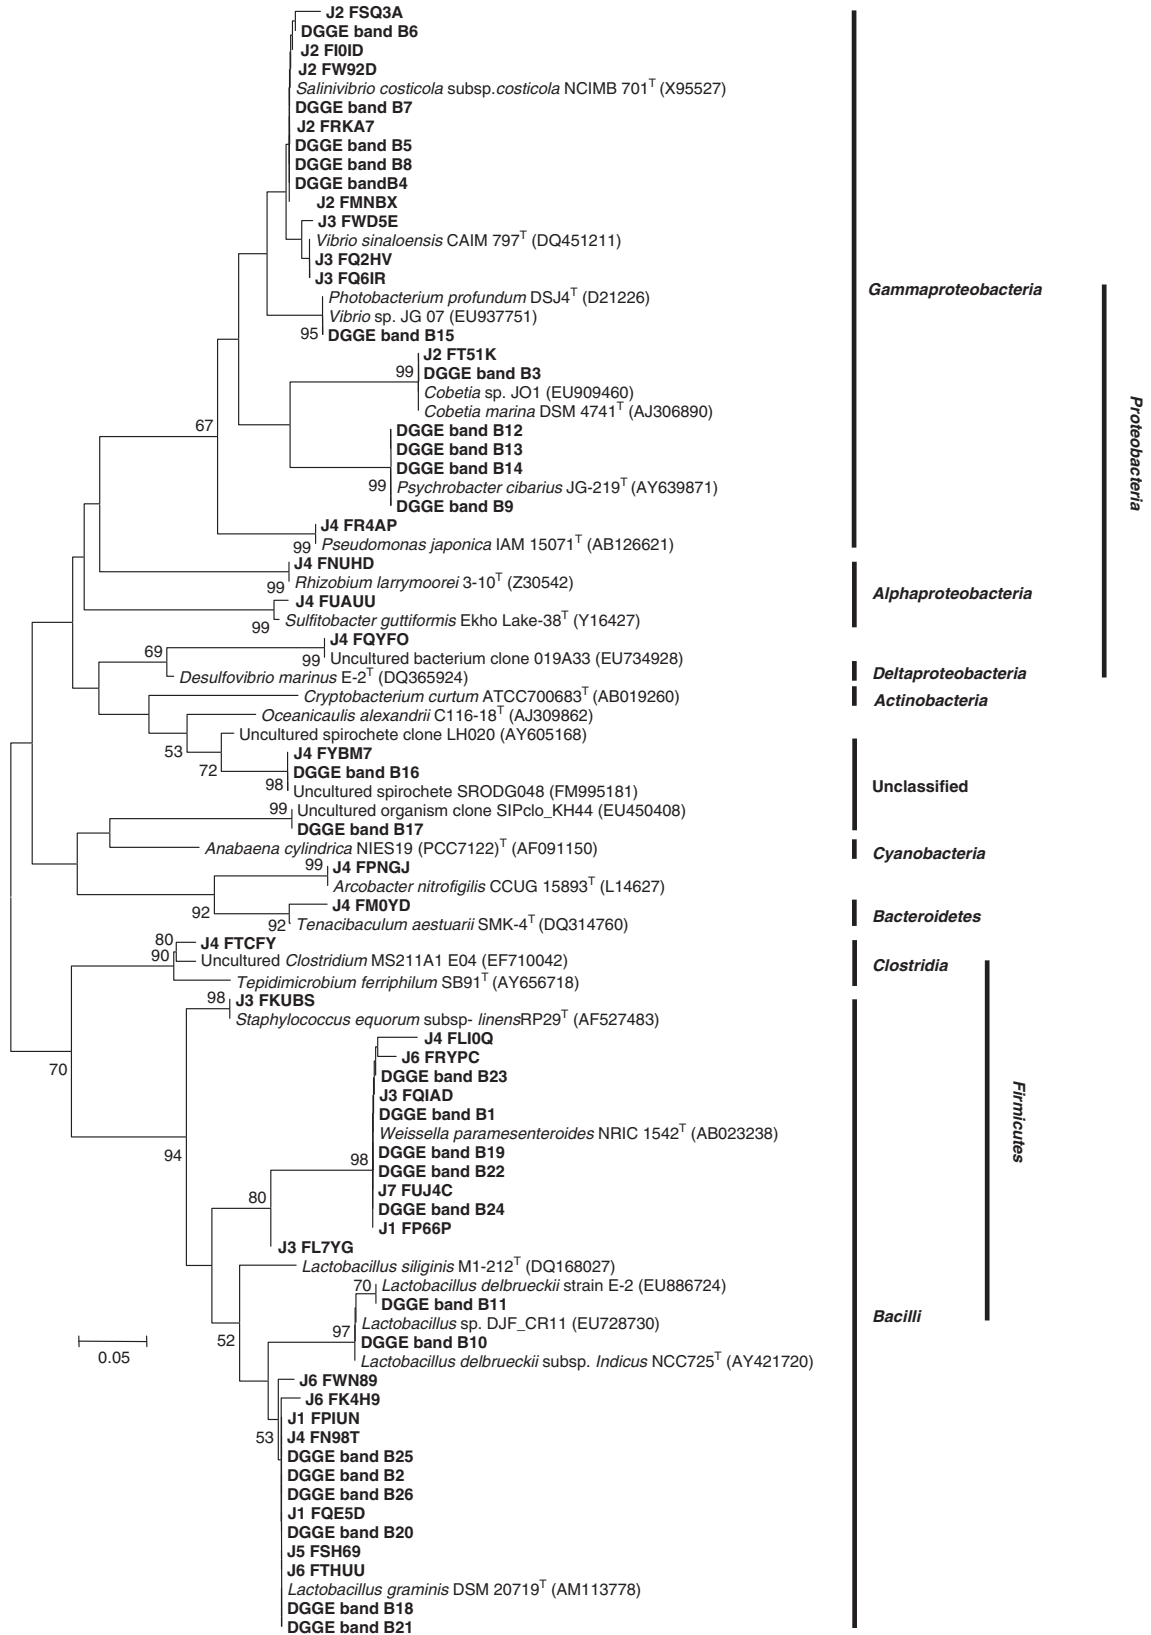 J2 FSQ3A
DGGE band B6
J2 FI0ID
J2 FW92D
Salinivibrio costicola subsp.costicola NCIMB 701T (X95527)
DGGE band B7
J2 FRKA7
DGGE band B5
DGGE band B8
DGGE bandB4
J2 FMNBX
J3 FWD5E
Vibrio sinaloensis CAIM 797T (DQ451211)
J3 FQ2HV
J3 FQ6IR
Gammaproteobacteria
Photobacterium profundum DSJ4T (D21226)
Vibrio sp. JG 07 (EU937751)
95 DGGE band B15
J2 FT51K
99 DGGE band B3
Cobetia sp. JO1 (EU909460)
Cobetia marina DSM 4741T (AJ306890)
Proteobacteria
67 DGGE band B12
DGGE band B13
DGGE band B14
99 Psychrobacter cibarius JG-219T (AY639871)
DGGE band B9
J4 FR4AP
99 Pseudomonas japonica IAM 15071T (AB126621)
J4 FNUHD
99 Rhizobium larrymoorei 3-10T (Z30542)
Alphaproteobacteria
J4 FUAUU
99 Sulfitobacter guttiformis Ekho Lake-38T (Y16427)
J4 FQYFO
69
99 Uncultured bacterium clone 019A33 (EU734928)
Desulfovibrio marinus E-2T (DQ365924)
Deltaproteobacteria
Cryptobacterium curtum ATCC700683T (AB019260)
Actinobacteria
Oceanicaulis alexandrii C116-18T (AJ309862)
Uncultured spirochete clone LH020 (AY605168)
53
J4 FYBM7
72 DGGE band B16
98 Uncultured spirochete SRODG048 (FM995181)
Unclassified
99 Uncultured organism clone SIPclo_KH44 (EU450408)
DGGE band B17
Anabaena cylindrica NIES19 (PCC7122)T (AF091150)
Cyanobacteria
99 J4 FPNGJ
Arcobacter nitrofigilis CCUG 15893T (L14627)
92 J4 FM0YD
Bacteroidetes
92 Tenacibaculum aestuarii SMK-4T (DQ314760)
80 J4 FTCFY
90 Uncultured Clostridium MS211A1 E04 (EF710042)
Clostridia
Tepidimicrobium ferriphilum SB91T (AY656718)
98 J3 FKUBS
Staphylococcus equorum subsp- linensRP29T (AF527483)
J4 FLI0Q
J6 FRYPC
70 DGGE band B23
J3 FQIAD
DGGE band B1
Firmicutes
Weissella paramesenteroides NRIC 1542T (AB023238)
94 DGGE band B19
98 DGGE band B22
J7 FUJ4C
80 DGGE band B24
J1 FP66P
J3 FL7YG
Lactobacillus siliginis M1-212T (DQ168027)
70 Lactobacillus delbrueckii strain E-2 (EU886724)
DGGE band B11
Bacilli
Lactobacillus sp. DJF_CR11 (EU728730)
97 DGGE band B10
52
0.05
Lactobacillus delbrueckii subsp. Indicus NCC725T (AY421720)
J6 FWN89
J6 FK4H9
J1 FPIUN
53 J4 FN98T
DGGE band B25
DGGE band B2
DGGE band B26
J1 FQE5D
DGGE band B20
J5 FSH69
J6 FTHUU
Lactobacillus graminis DSM 20719T (AM113778)
DGGE band B18
DGGE band B21